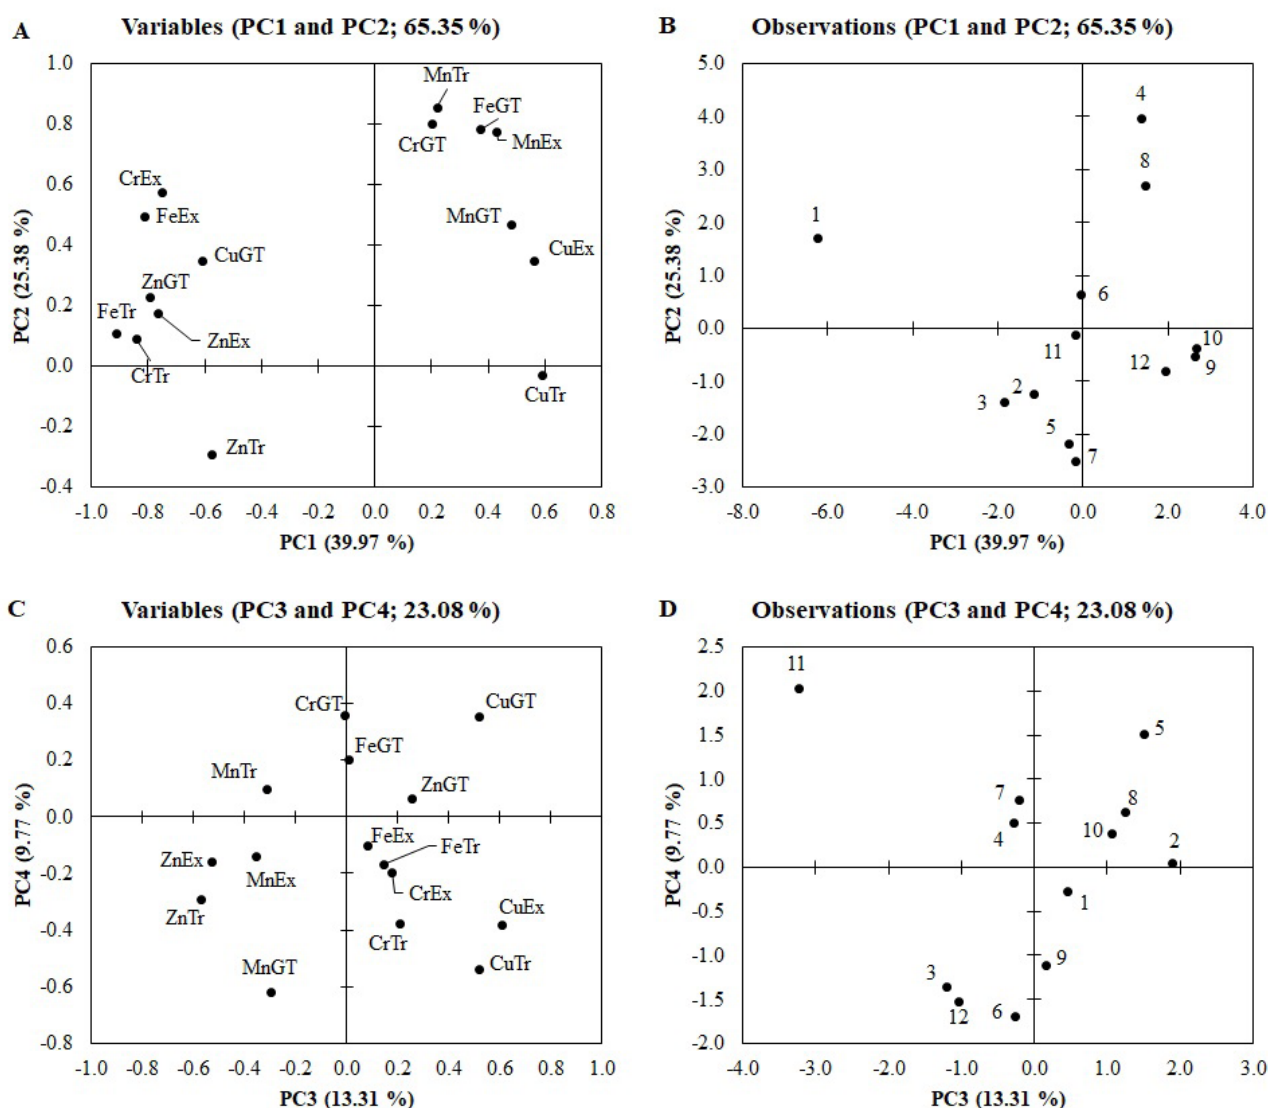 A
Variables (PC1 and PC2; 65.35 %)
1.0
0.8
0.6
0.4
0.2
0.0
-0.2
-0.4
PC2 (25.38 %)
MnTr
FeGT
CrGT
MnEx
CrEx
FeEx
MnGT
CuGT
CuEx
ZnGT
FeTr
ZnEx
CrTr
CuTr
ZnTr
-1.0 -0.8 -0.6 -0.4 -0.2 0.0 0.2 0.4 0.6 0.8
PC1 (39.97 %)
B
Observations (PC1 and PC2; 65.35 %)
5.0
4.0
3.0
2.0
1.0
0.0
-1.0
-2.0
-3.0
PC2 (25.38 %)
4
8
1
6
11
10
12
9
2
3
5
7
-8.0 -6.0 -4.0 -2.0 0.0 2.0 4.0
PC1 (39.97 %)
C
Variables (PC3 and PC4; 23.08 %)
0.6
0.4
0.2
0.0
-0.2
-0.4
-0.6
-0.8
PC4 (9.77 %)
CrGT
CuGT
FeGT
MnTr
ZnGT
FeEx
FeTr
ZnEx
MnEx
CrEx
ZnTr
CuEx
CrTr
CuTr
MnGT
-1.0 -0.8 -0.6 -0.4 -0.2 0.0 0.2 0.4 0.6 0.8 1.0
PC3 (13.31 %)
D
Observations (PC3 and PC4; 23.08 %)
2.5
2.0
1.5
1.0
0.5
0.0
-0.5
-1.0
-1.5
-2.0
PC4 (9.77 %)
11
5
7
8
4
10
2
1
9
3
12
6
-4.0 -3.0 -2.0 -1.0 0.0 1.0 2.0 3.0
PC3 (13.31 %)